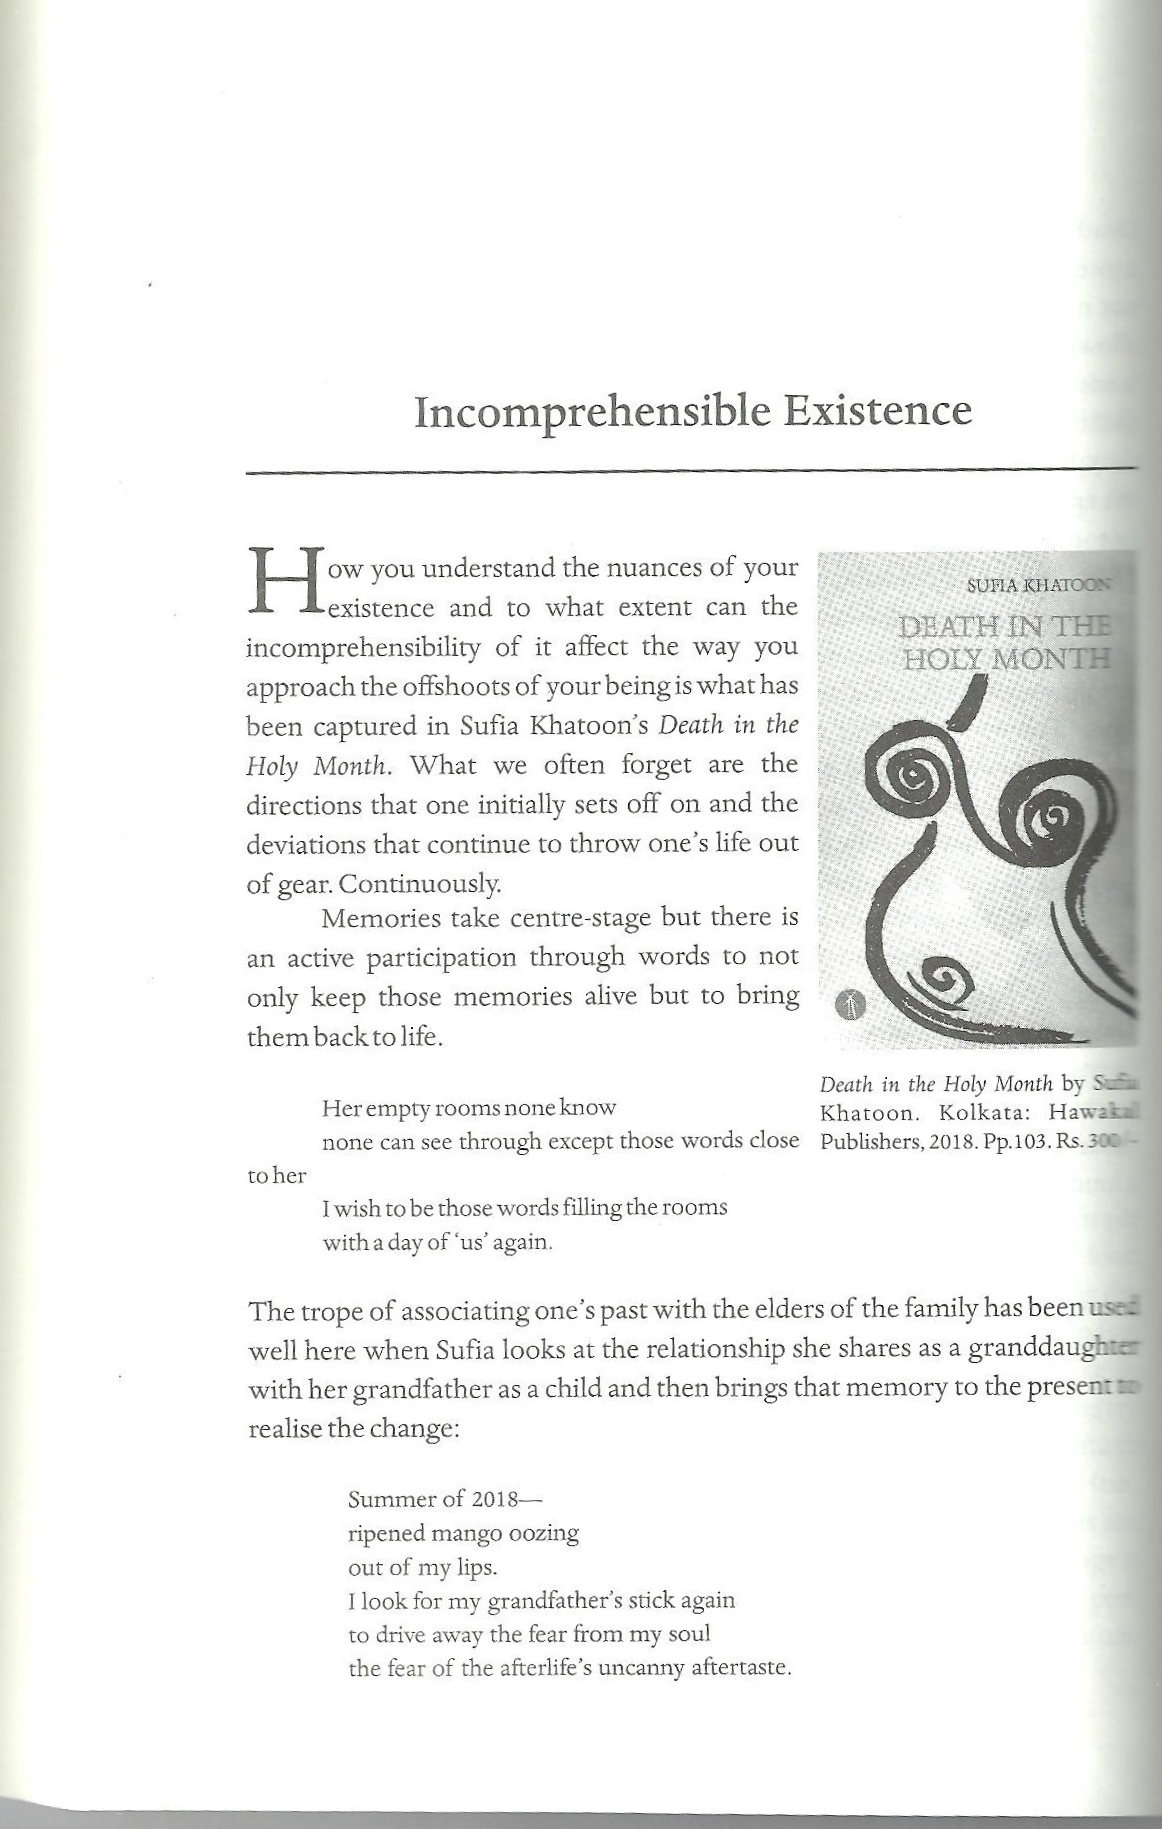 Incomprehensible Existence
How you understand the nuances of your
existence and to what extent can the
incomprehensibility of it affect the way you
approach the offshoots of your being is what has
been captured in Sufia Khatoon's Death in the
Holy Month. What we often forget are the
directions that one initially sets off on and the
deviations that continue to throw one's life out
of gear. Continuously.
Memories take centre-stage but there is
an active participation through words to not
only keep those memories alive but to bring
them back to life.
Her empty rooms none know
none can see through except those words close
to her
I wish to be those words filling the rooms
with a day of 'us' again.
SUFIA KHATOON
DEATH IN THE
HOLY MONTH
Death in the Holy Month by Sufia
Khatoon. Kolkata: Hawakal
Publishers, 2018. Pp.103. Rs. 300/-
The trope of associating one's past with the elders of the family has been used
well here when Sufia looks at the relationship she shares as a granddaughter
with her grandfather as a child and then brings that memory to the present to
realise the change:
Summer of 2018—
ripened mango oozing
out of my lips.
I look for my grandfather's stick again
to drive away the fear from my soul
the fear of the afterlife's uncanny aftertaste.